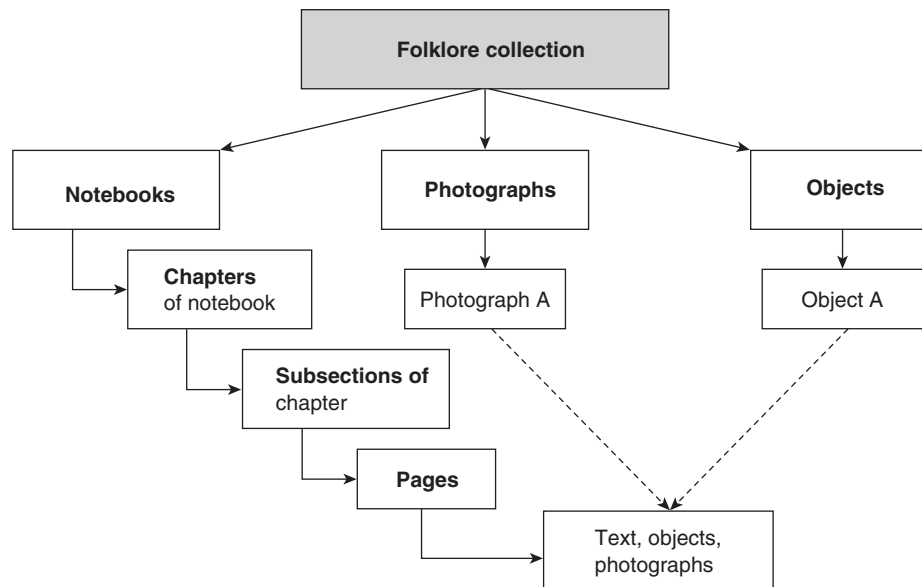 Folklore collection
Notebooks
Photographs
Objects
Chapters
of notebook
Photograph A
Object A
Subsections of
chapter
Pages
Text, objects,
photographs